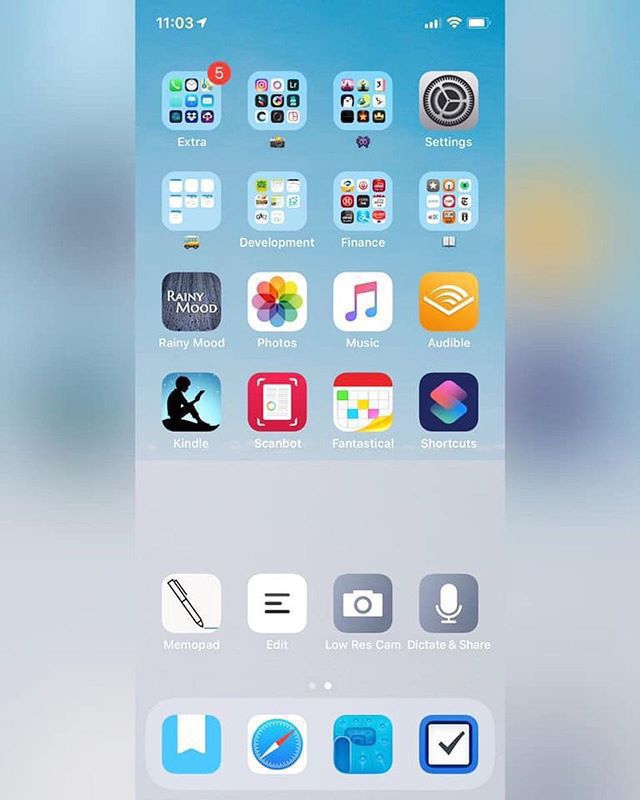 11:03
5
Extra
Settings
Development
Finance
RAINY
MOOD
Rainy Mood
Photos
Music
Audible
Kindle
Scanbot
Fantastical
Shortcuts
Memopad
Edit
Low Res Cam
Dictate & Share